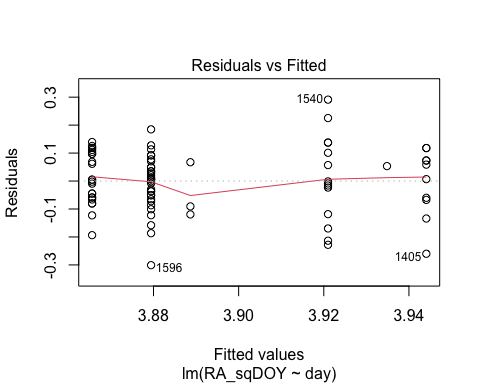 Residuals vs Fitted
Residuals
0.3
0.1
-0.1
-0.3
1540
1596
1405
3.88
3.90
3.92
3.94
Fitted values
lm(RA_sqDOY ~ day)